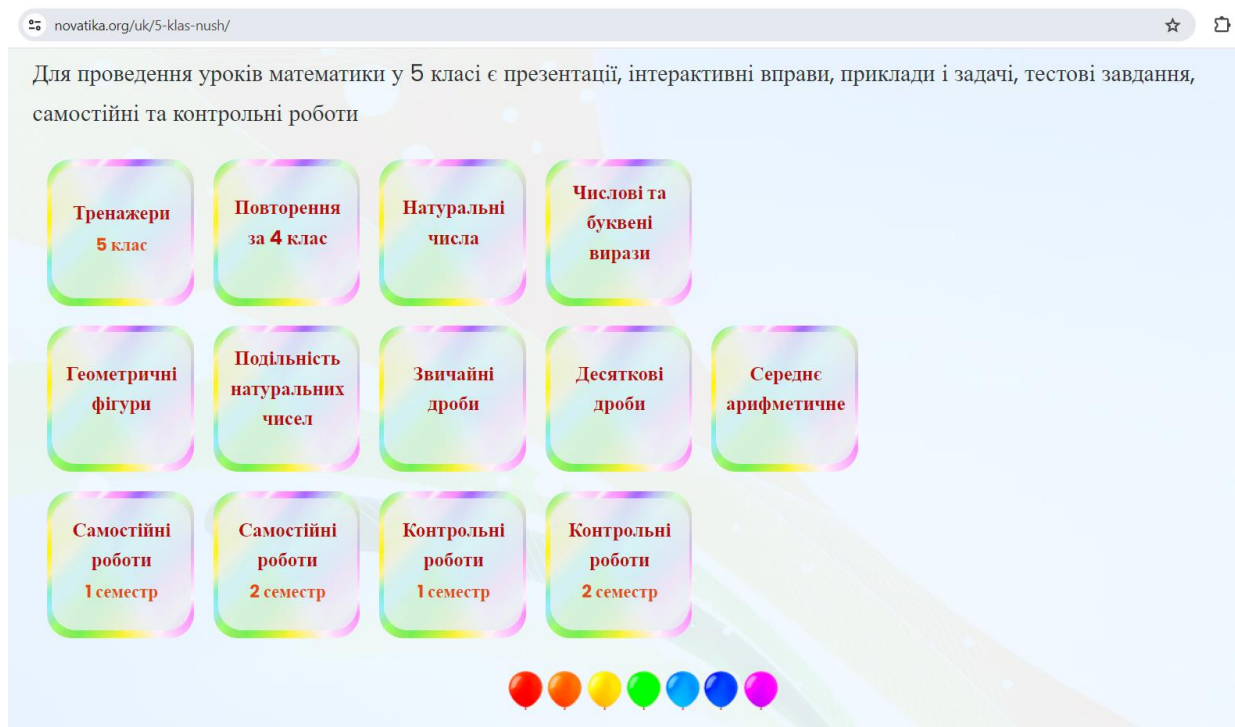 novatika.org/uk/5-klas-nush/
Для проведення уроків математики у 5 класі є презентації, інтерактивні вправи, приклади і задачі, тестові завдання,
самостійні та контрольні роботи
Тренажери
5 клас
Повторення
за 4 клас
Натуральні
числа
Числові та
буквені
вирази
Геометричні
фігури
Подільність
натуральних
чисел
Звичайні
дроби
Десяткові
дроби
Середнє
арифметичне
Самостійні
роботи
1 семестр
Самостійні
роботи
2 семестр
Контрольні
роботи
1 семестр
Контрольні
роботи
2 семестр